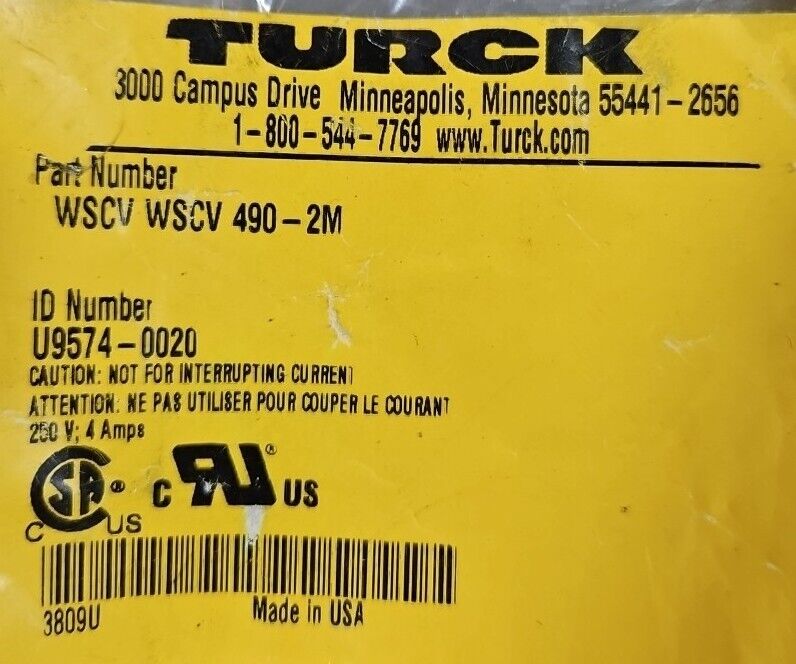 TURCK
3000 Campus Drive Minneapolis, Minnesota 55441-2656
1-800-544-7769 www.Turck.com
Part Number
WSCV WSCV 490-2M
ID Number
U9574-0020
CAUTION: NOT FOR INTERRUPTING CURRENT
ATTENTION: NE PAS UTILISER POUR COUPER LE COURANT
250 V; 4 Amps
C SA ® US C RU ® US
3809U Made in USA